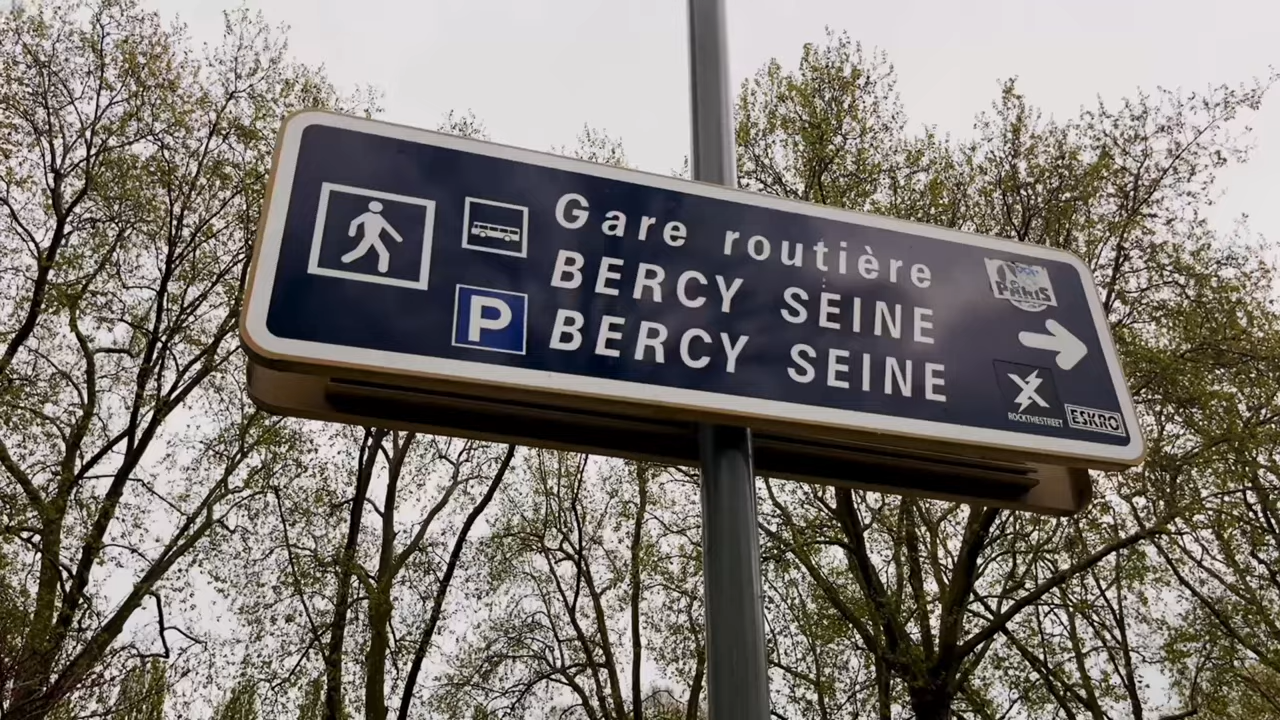 Gare routière
BERCY SEINE
P BERCY SEINE
PARIS
ROCKTHESTREET
ESKRO